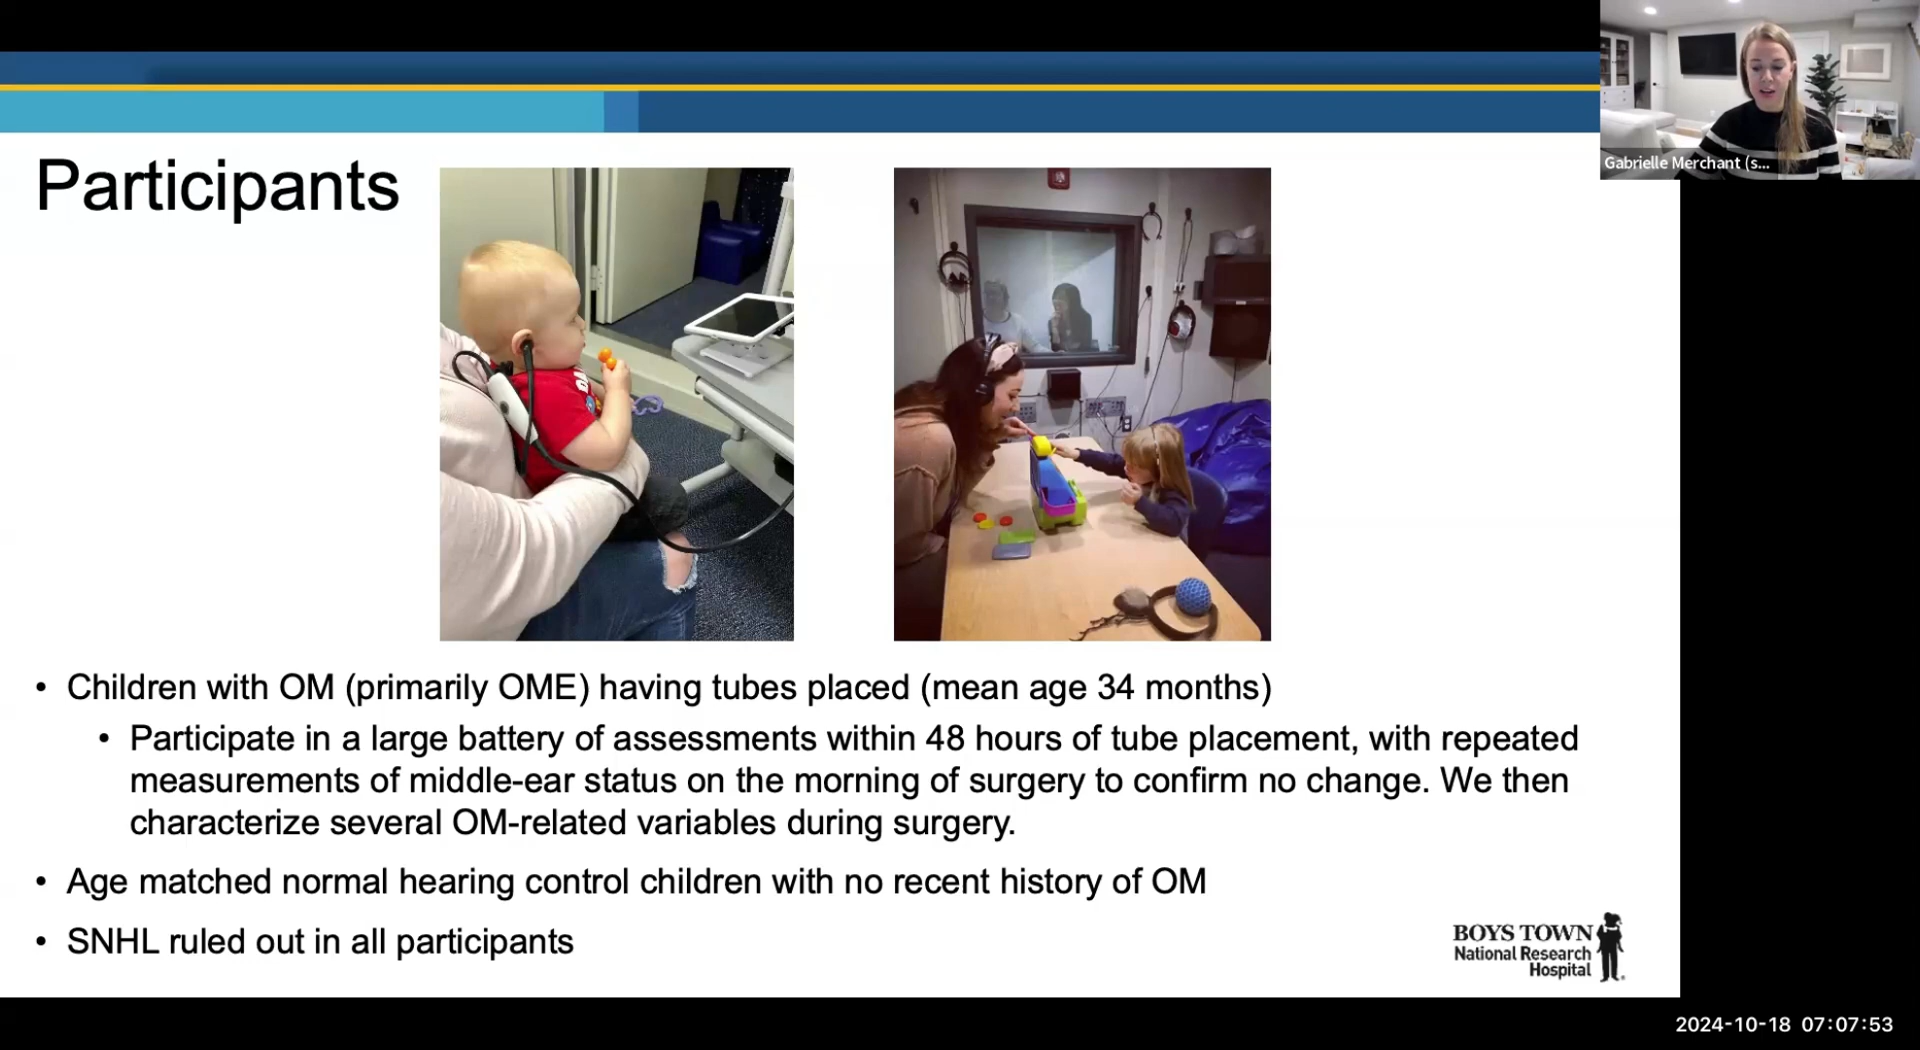 Gabrielle Merchant (s...
Participants
• Children with OM (primarily OME) having tubes placed (mean age 34 months)
• Participate in a large battery of assessments within 48 hours of tube placement, with repeated
measurements of middle-ear status on the morning of surgery to confirm no change. We then
characterize several OM-related variables during surgery.
• Age matched normal hearing control children with no recent history of OM
• SNHL ruled out in all participants
BOYS TOWN
National Research
Hospital
2024-10-18 07:07:53